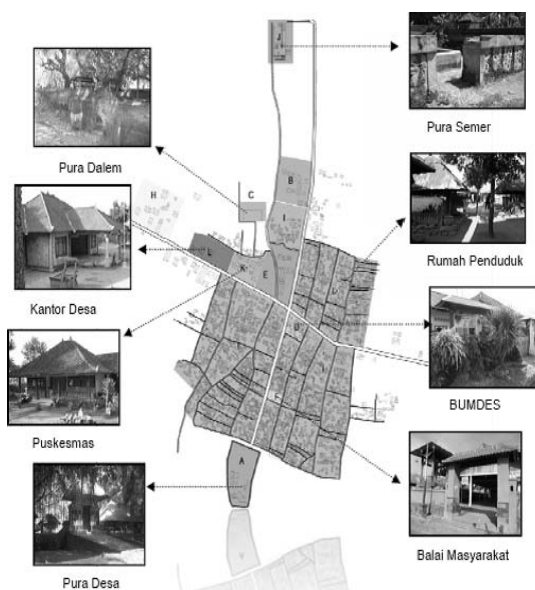 Pura Semer
Pura Dalem
Rumah Penduduk
Kantor Desa
BUMDES
Puskesmas
Balai Masyarakat
Pura Desa
B
C
H
I
L
K
E
A